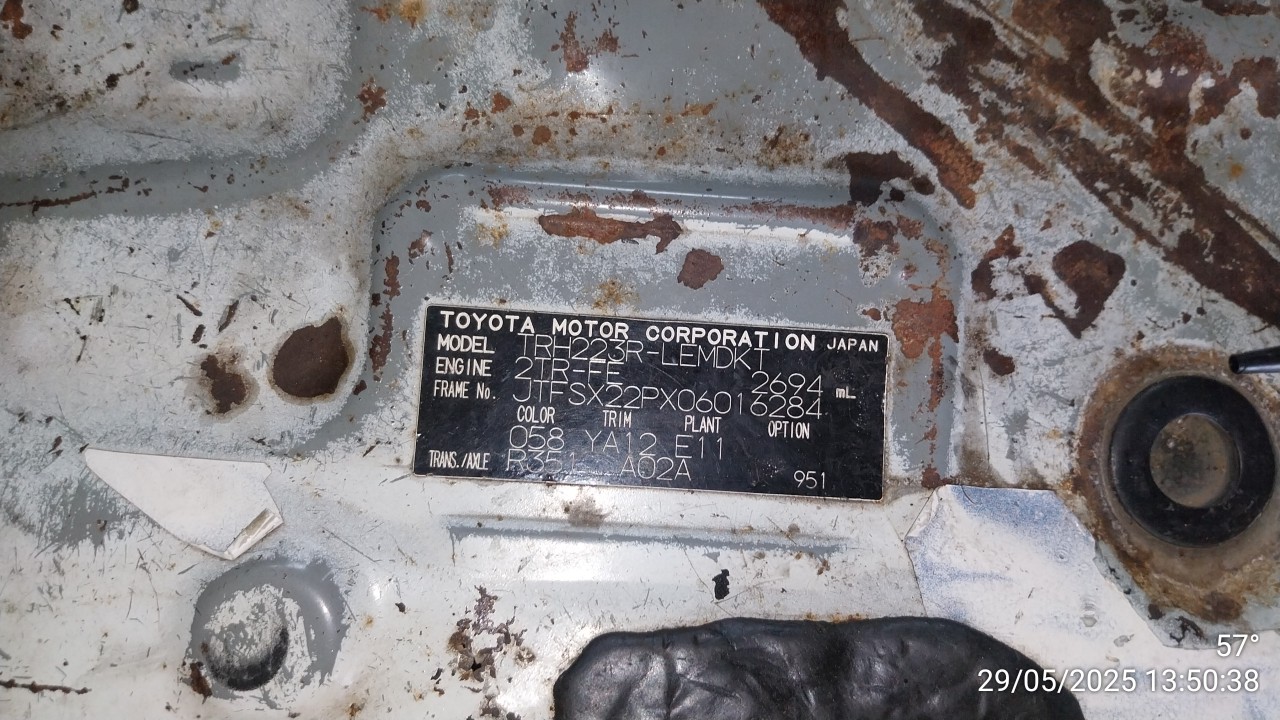 TOYOTA MOTOR CORPORATION JAPAN
MODEL TRH223R-LEMDKT
ENGINE 2TR-FE 2694 mL
FRAME No. JTFSX22PX06016284
COLOR TRIM PLANT OPTION
058 YA12 E11
TRANS./AXLE A02A 951
57°
29/05/2025 13:50:38